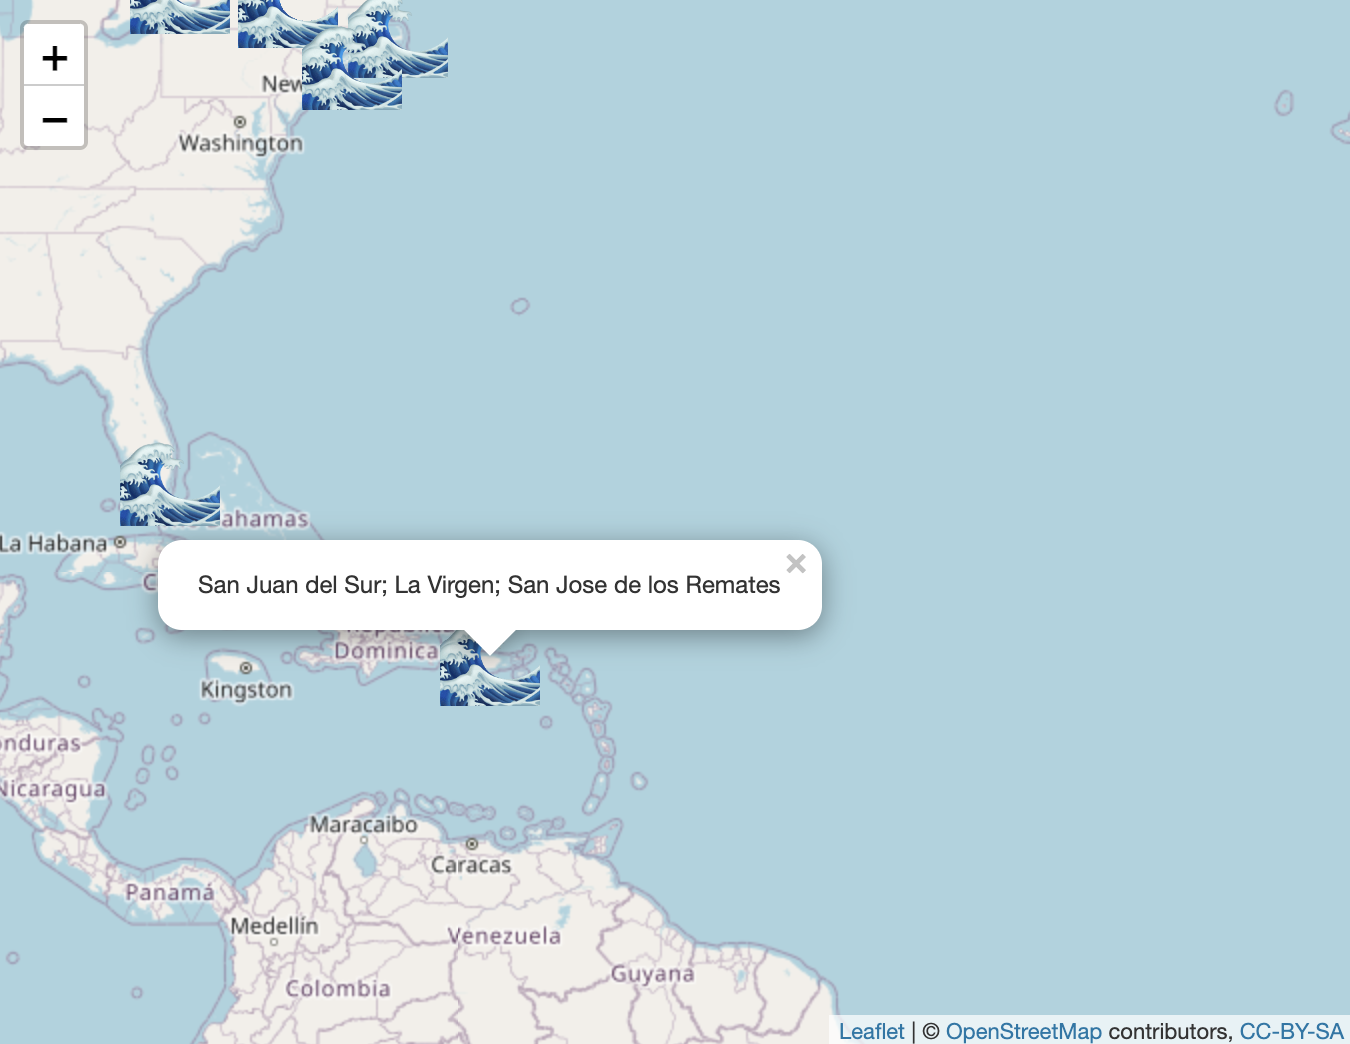 +
−
New
Washington
ahamas
La Habana
C
San Juan del Sur; La Virgen; San Jose de los Remates
×
Dominica
Kingston
onduras
Nicaragua
Maracaibo
Caracas
Panamá
Medellín
Venezuela
Guyana
Colombia
Leaflet | © OpenStreetMap contributors, CC-BY-SA